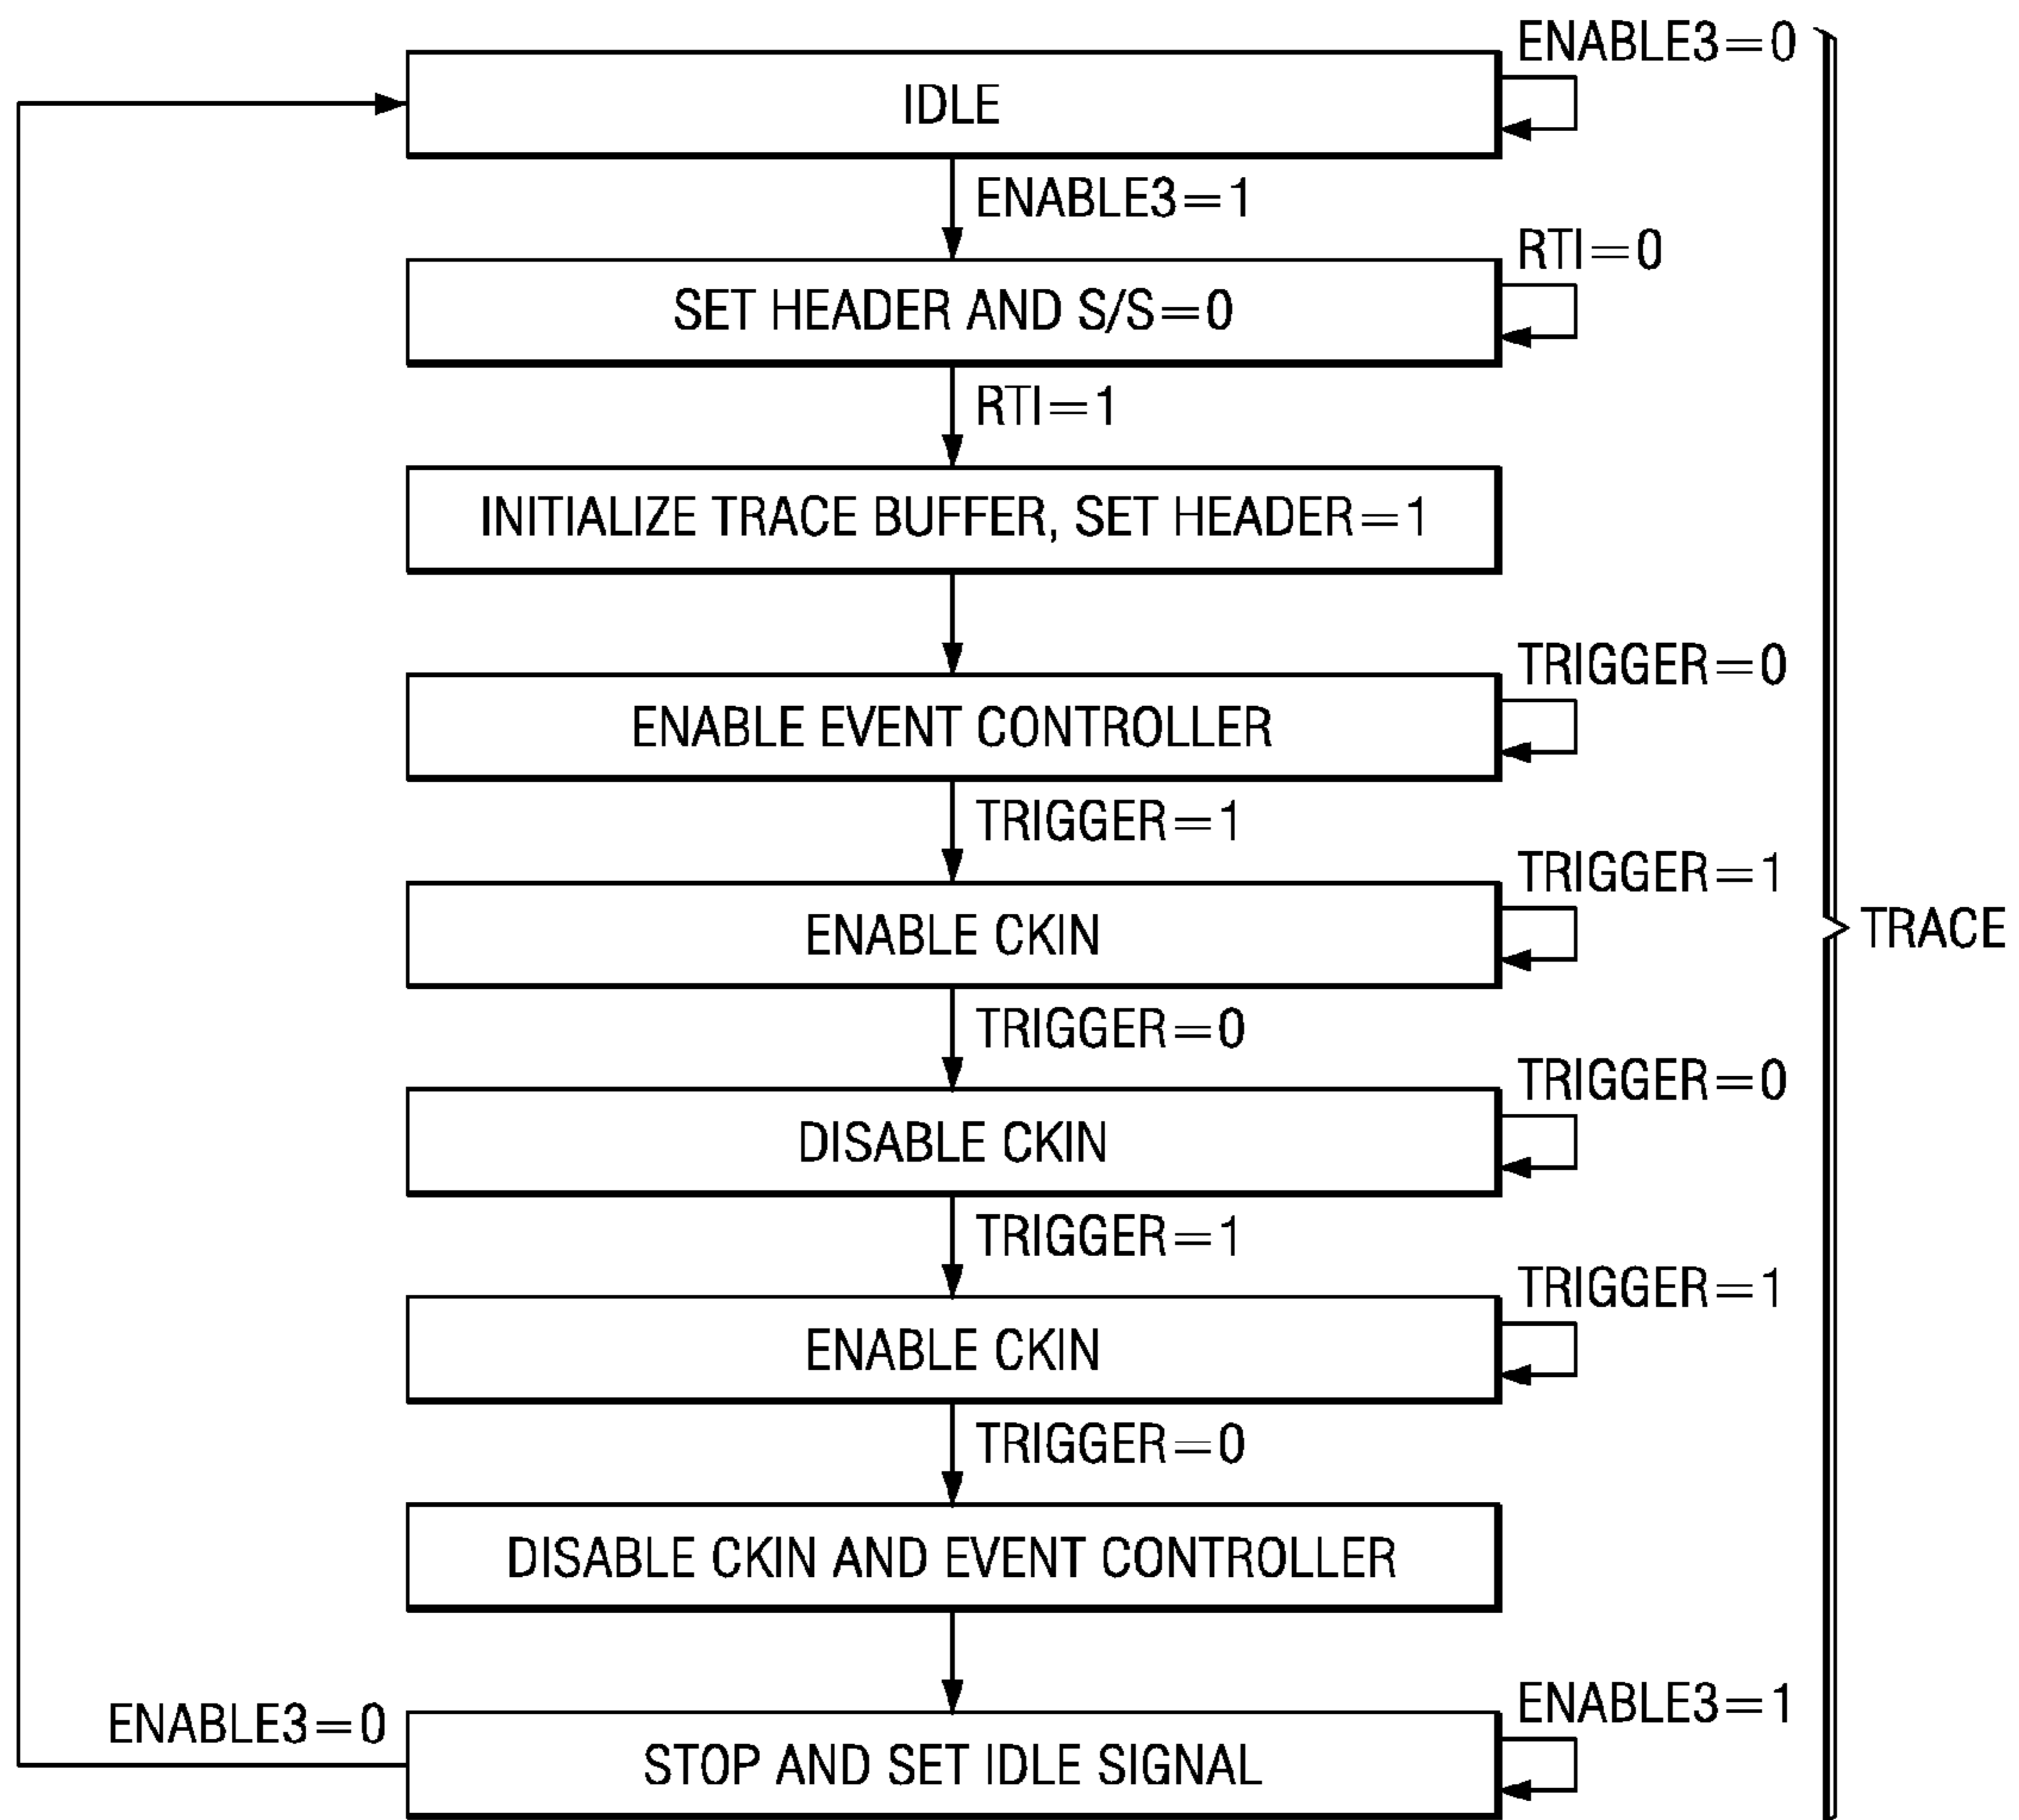 ENABLE3=0
IDLE
ENABLE3=1
RTI=0
SET HEADER AND S/S=0
RTI=1
INITIALIZE TRACE BUFFER, SET HEADER=1
TRIGGER=0
ENABLE EVENT CONTROLLER
TRIGGER=1
TRIGGER=1
ENABLE CKIN
TRACE
TRIGGER=0
TRIGGER=0
DISABLE CKIN
TRIGGER=1
TRIGGER=1
ENABLE CKIN
TRIGGER=0
DISABLE CKIN AND EVENT CONTROLLER
ENABLE3=1
ENABLE3=0
STOP AND SET IDLE SIGNAL